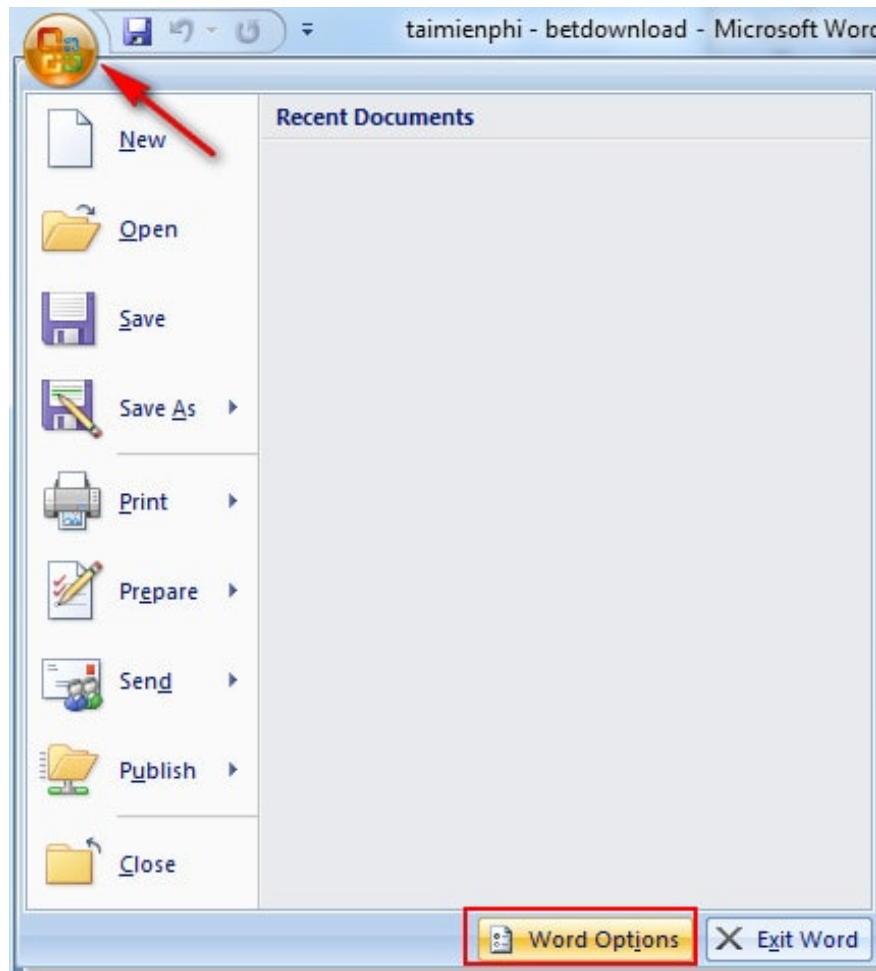 taimienphi - betdownload - Microsoft Word
Recent Documents
New
Open
Save
Save As
Print
Prepare
Send
Publish
Close
Word Options
Exit Word